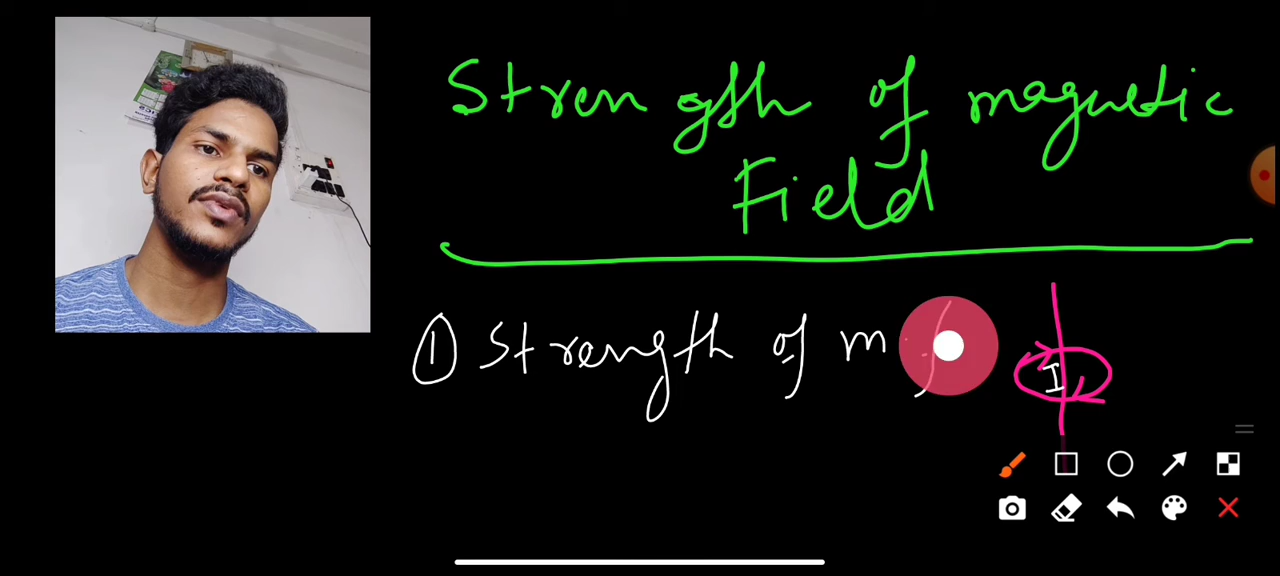 Strength of magnetic
Field
① Strength of m.f
I